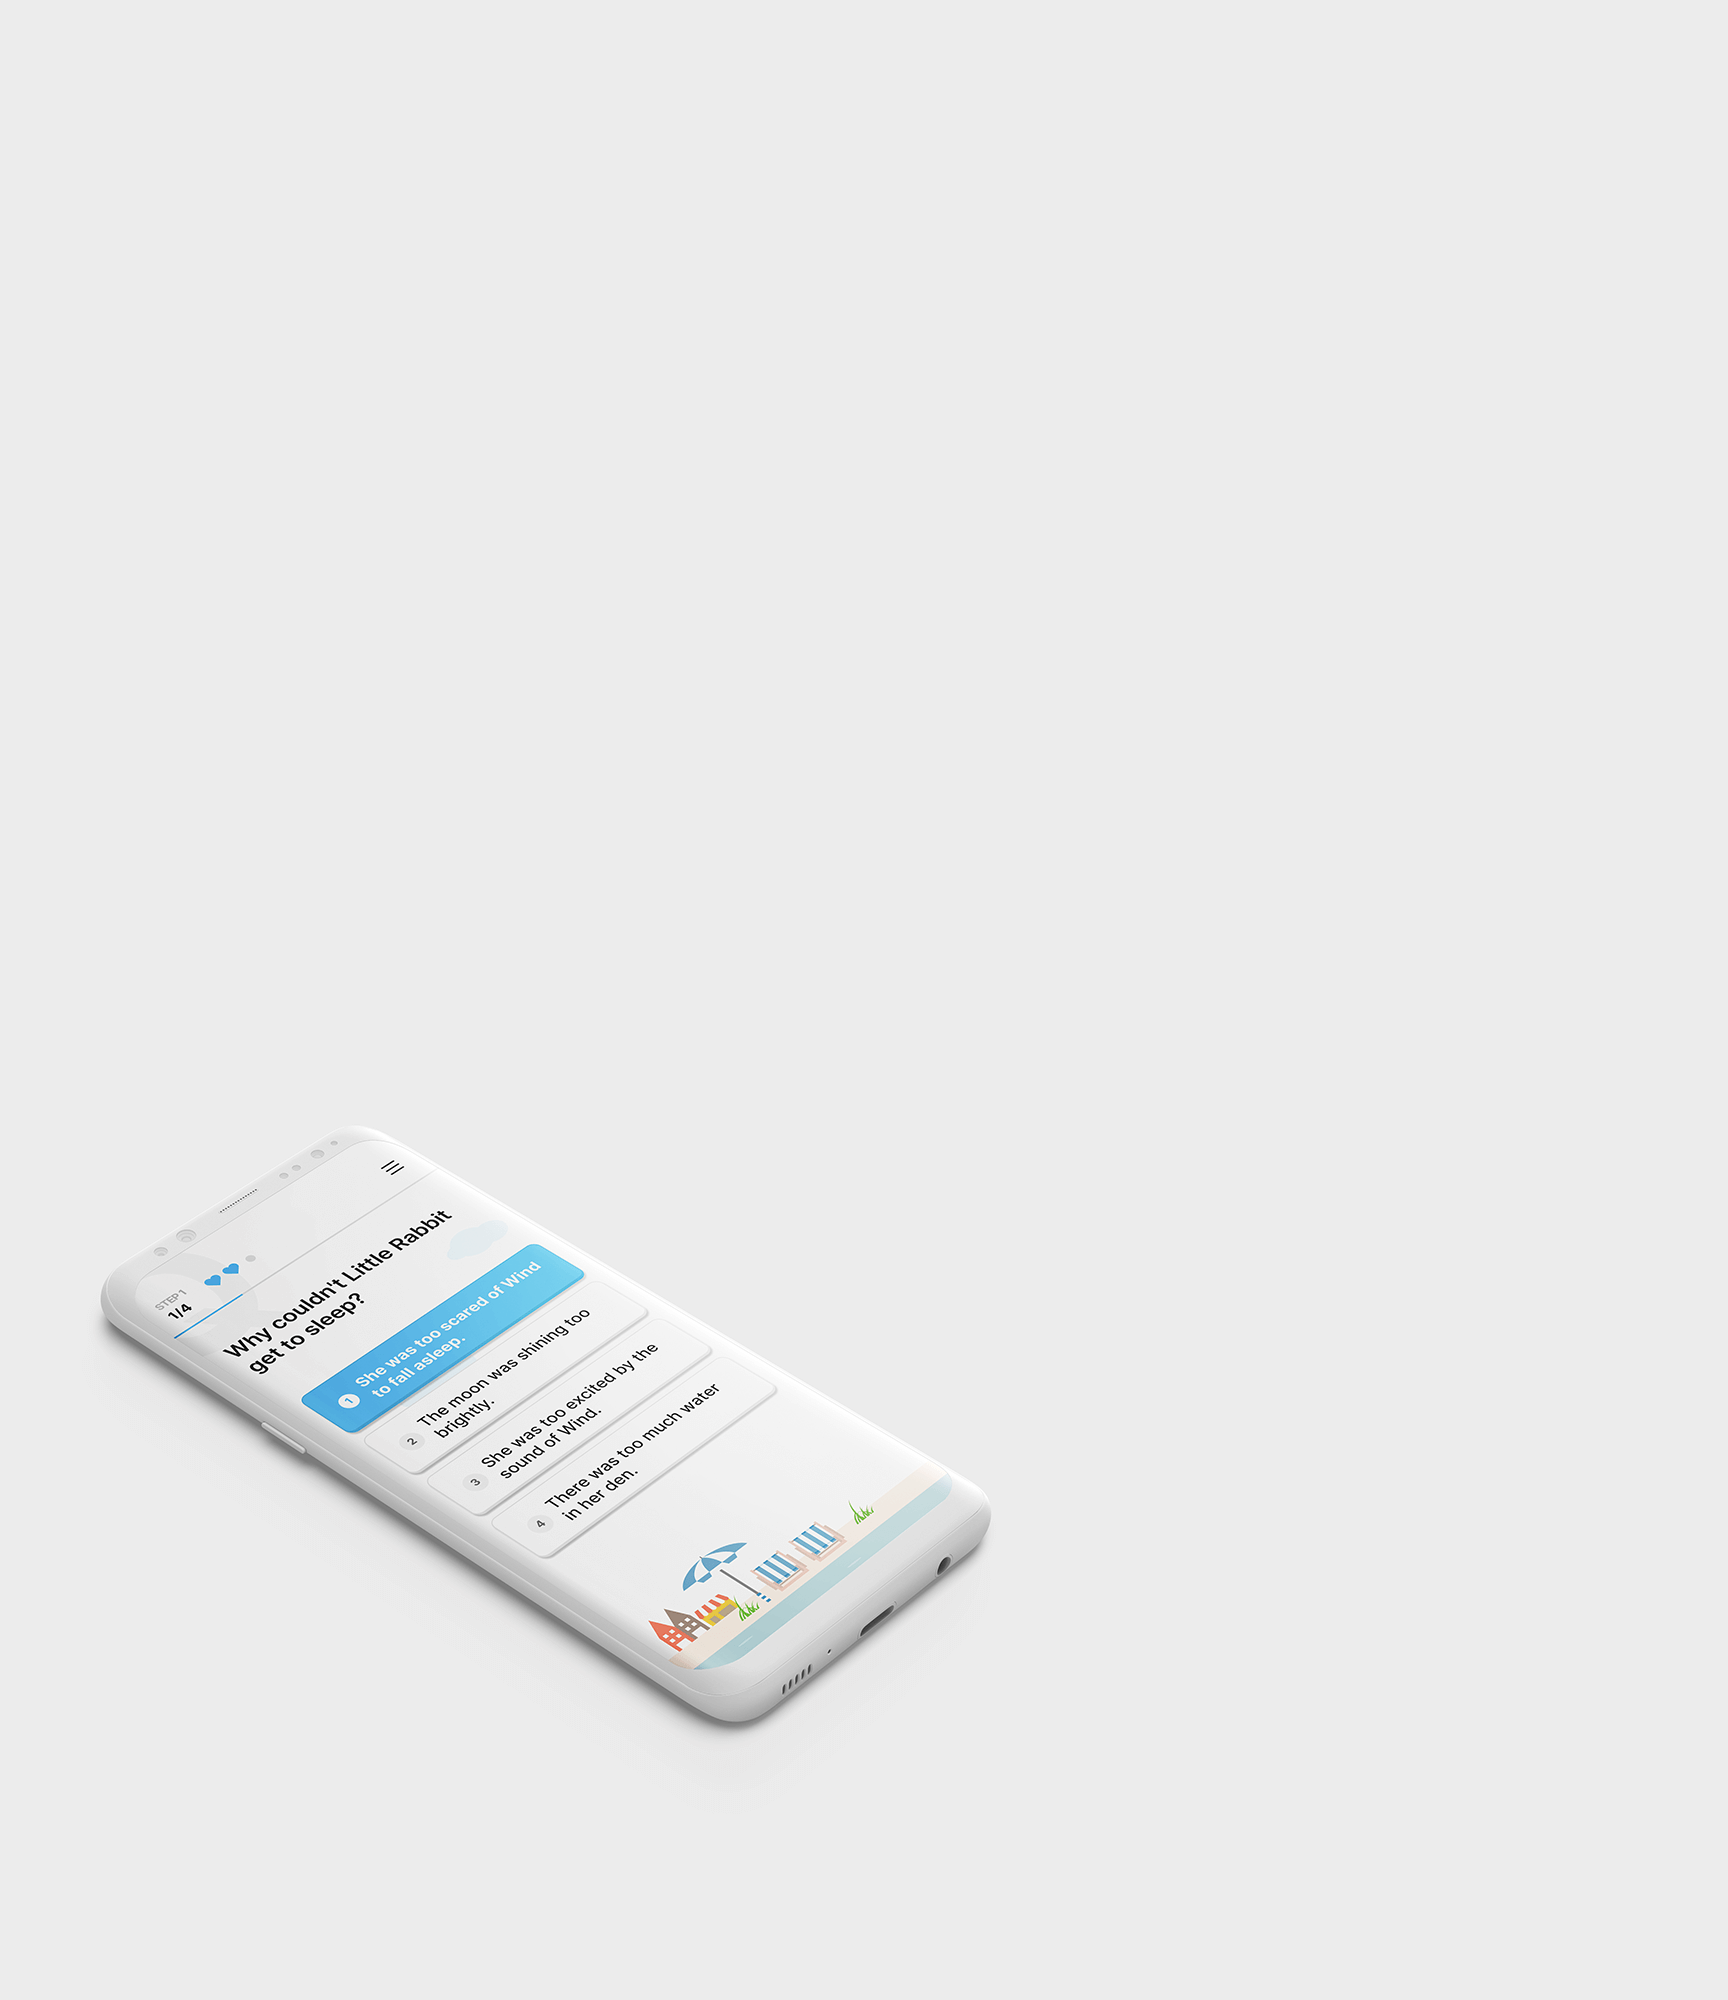 STEP 1
1/4
Why couldn't Little Rabbit
get to sleep?
1 She was too scared of Wind
to fall asleep.
2 The moon was shining too
brightly.
3 She was too excited by the
sound of Wind.
4 There was too much water
in her den.